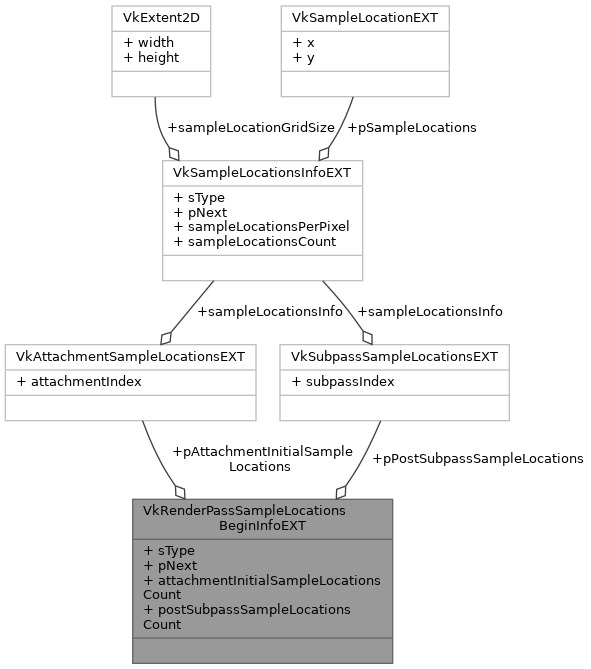 VkExtent2D
+ width
+ height
VkSampleLocationEXT
+ x
+ y
+sampleLocationGridSize
+pSampleLocations
VkSampleLocationsInfoEXT
+ sType
+ pNext
+ sampleLocationsPerPixel
+ sampleLocationsCount
+sampleLocationsInfo
+sampleLocationsInfo
VkAttachmentSampleLocationsEXT
+ attachmentIndex
VkSubpassSampleLocationsEXT
+ subpassIndex
+pAttachmentInitialSample
Locations
+pPostSubpassSampleLocations
VkRenderPassSampleLocations
BeginInfoEXT
+ sType
+ pNext
+ attachmentInitialSampleLocations
Count
+ postSubpassSampleLocations
Count